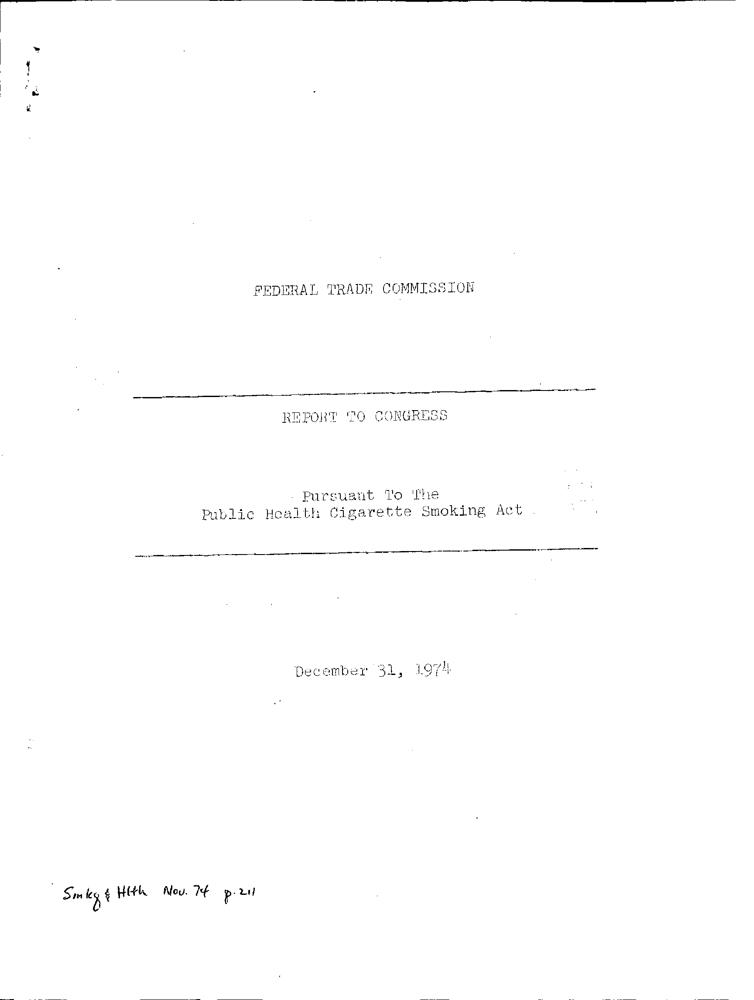 FEDERAL TRADE COMMISSION
REPORT TO CONGRESS
Pursuant To The
Public Health Cigarette Smoking Act
December 31, 1974
Smkg & Hlth Nov. 74 p. 211